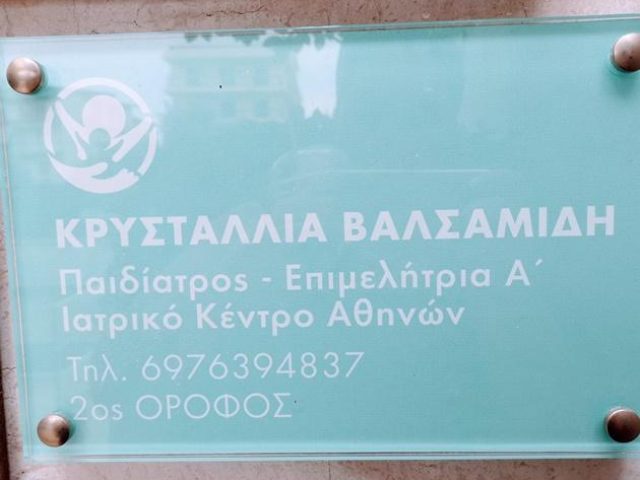 ΚΡΥΣΤΑΛΛΙΑ ΒΑΛΣΑΜΙΔΗ
Παιδίατρος - Επιμελήτρια Α΄
Ιατρικό Κέντρο Αθηνών
Τηλ. 6976394837
2ος ΟΡΟΦΟΣ